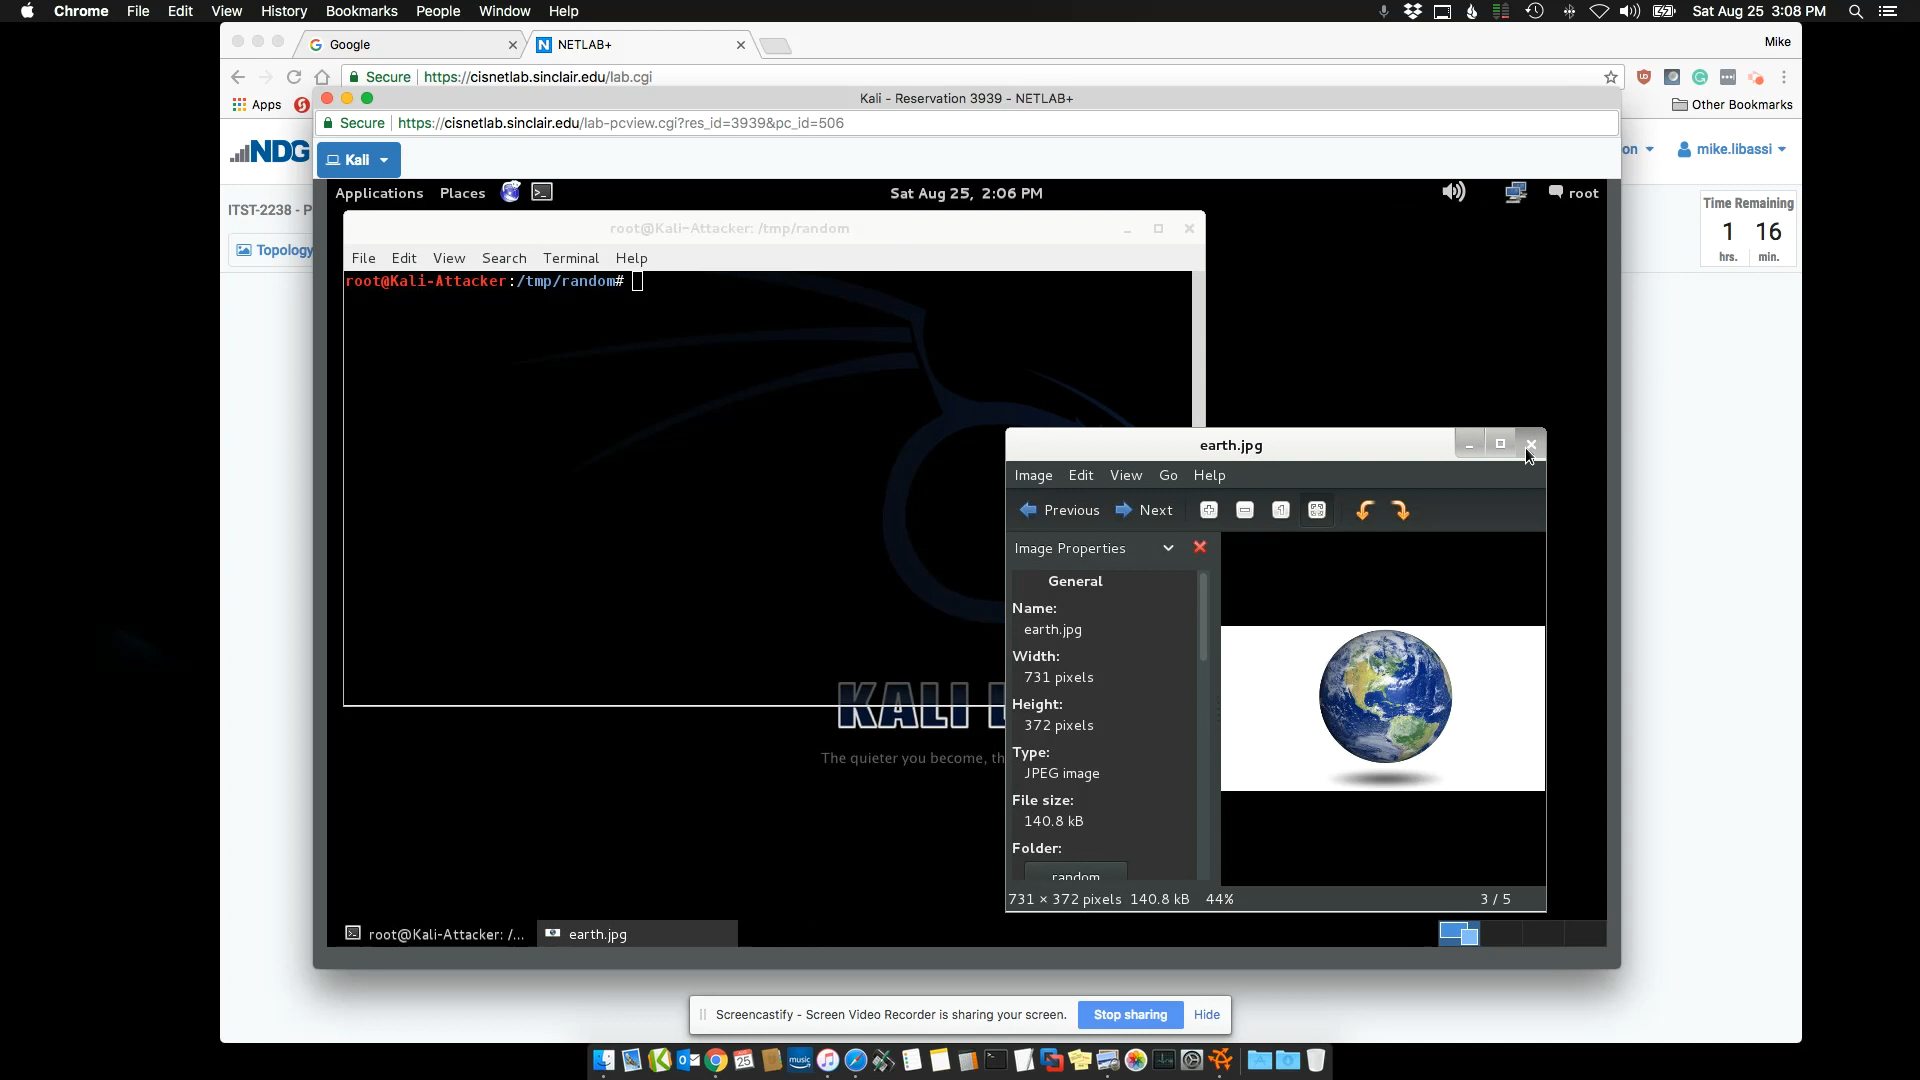 Chrome File Edit View History Bookmarks People Window Help Sat Aug 25 3:08 PM
Google NETLAB+ Mike
Secure https://cisnetlab.sinclair.edu/lab.cgi
Apps Other Bookmarks
Kali - Reservation 3939 - NETLAB+
Secure https://cisnetlab.sinclair.edu/lab-pcview.cgi?res_id=3939&pc_id=506
NDG Kali on mike.libassi
Applications Places Sat Aug 25, 2:06 PM root
ITST-2238 - P Time Remaining
root@Kali-Attacker: /tmp/random
1 16
hrs. min.
Topology
File Edit View Search Terminal Help
root@Kali-Attacker:/tmp/random#
earth.jpg
Image Edit View Go Help
Previous Next
Image Properties
General
Name:
earth.jpg
Width:
731 pixels
Height:
372 pixels
Type:
JPEG image
File size:
140.8 kB
Folder:
random
731 × 372 pixels 140.8 kB 44% 3 / 5
KALI L
The quieter you become, th
root@Kali-Attacker: /... earth.jpg
Screencastify - Screen Video Recorder is sharing your screen. Stop sharing Hide
25
music